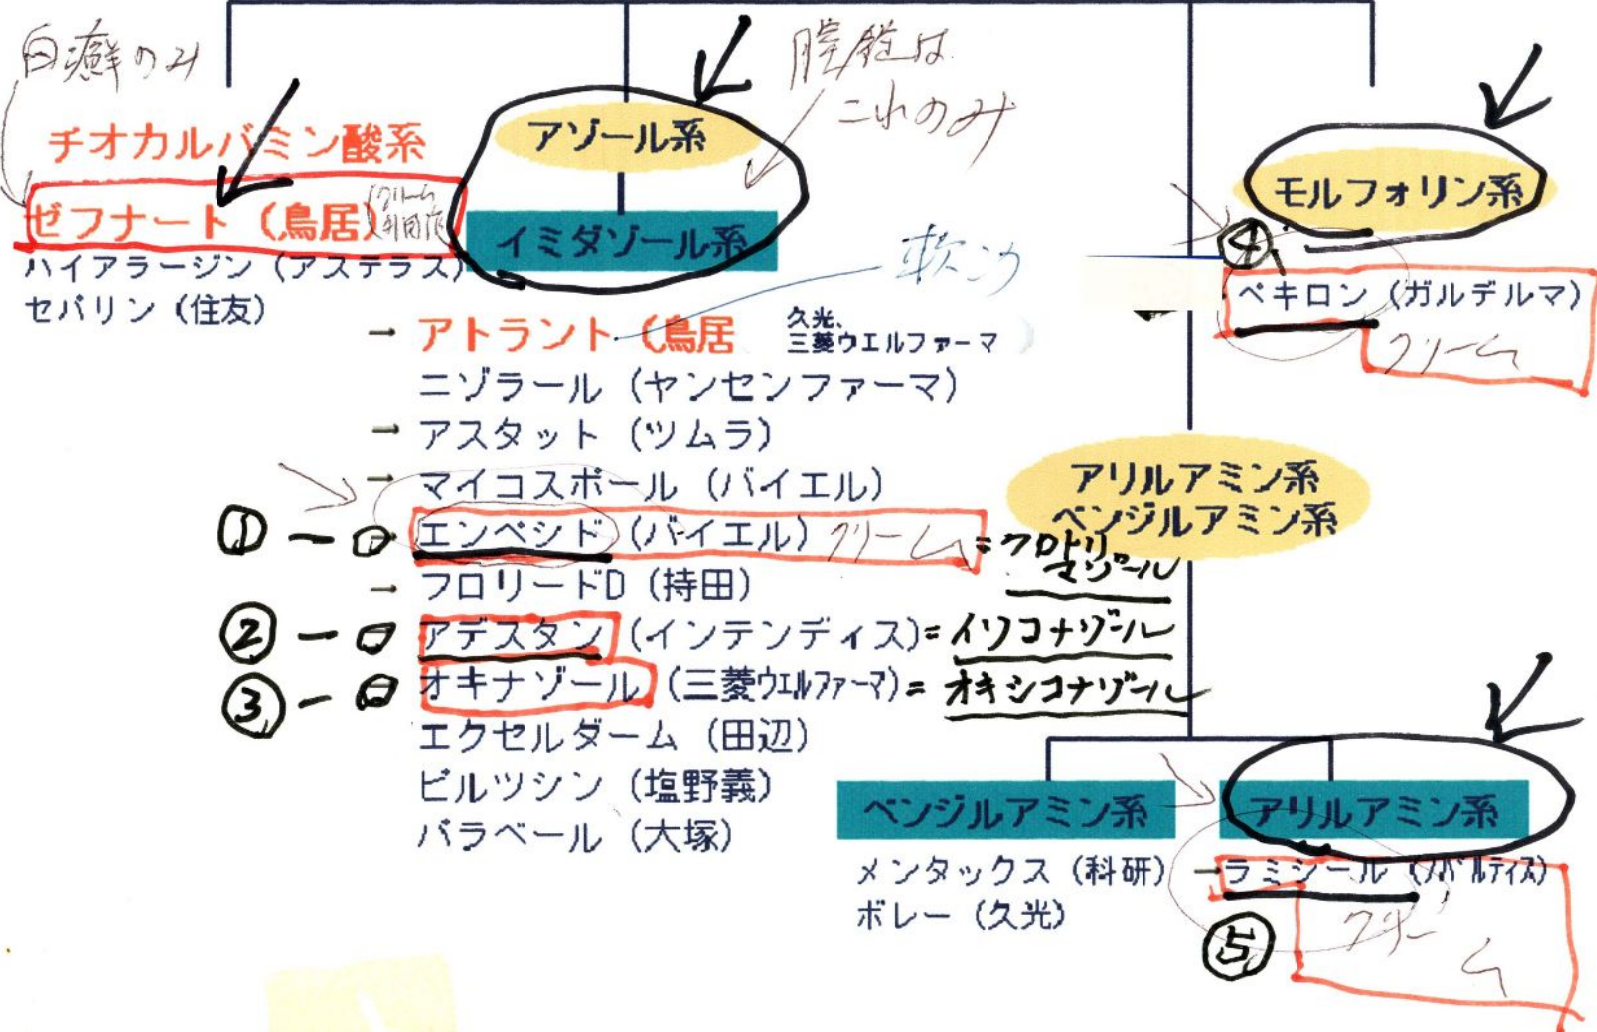 白癬のみ
膣錠は
これのみ
チオカルバミン酸系
ゼフナート（鳥居）
クリーム
ハイアラージン（アステラス）
セバリン（住友）
アゾール系
イミダゾール系
軟こう
→ アトラント（鳥居 久光、
三菱ウエルファーマ ）
ニゾラール（ヤンセンファーマ）
→ アスタット（ツムラ）
→ マイコスポール（バイエル）
① エンペシド（バイエル） クリーム = クロトリ
マゾール
→ フロリードD（持田）
② アデスタン（インテンディス）= イソコナゾール
③ オキナゾール（三菱ウエルファーマ）= オキシコナゾール
エクセルダーム（田辺）
ビルツシン（塩野義）
パラベール（大塚）
モルフォリン系
④
ペキロン（ガルデルマ）
クリーム
アリルアミン系
ベンジルアミン系
ベンジルアミン系
メンタックス（科研）
ボレー（久光）
アリルアミン系
→ラミシール（ノバルティス）
⑤
クリー
ム